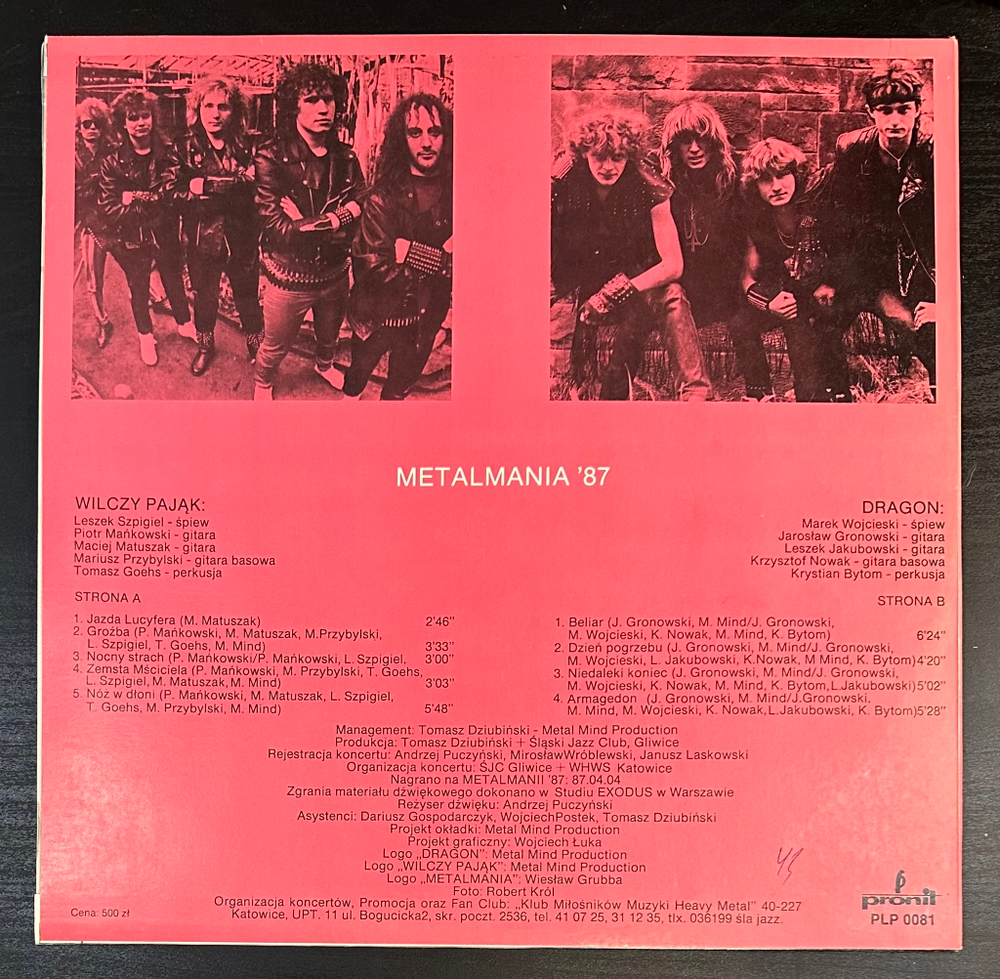 METALMANIA '87
WILCZY PAJĄK:
Leszek Szpigiel - śpiew
Piotr Mańkowski - gitara
Maciej Matuszak - gitara
Mariusz Przybylski - gitara basowa
Tomasz Goehs - perkusja
DRAGON:
Marek Wojcieski - śpiew
Jarosław Gronowski - gitara
Leszek Jakubowski - gitara
Krzysztof Nowak - gitara basowa
Krystian Bytom - perkusja
STRONA A
1. Jazda Lucyfera (M. Matuszak) 2'46"
2. Groźba (P. Mańkowski, M. Matuszak, M.Przybylski,
L. Szpigiel, T. Goehs, M. Mind) 3'33"
3. Nocny strach (P. Mańkowski/P. Mańkowski, L. Szpigiel, 3'00"
4. Zemsta Mściciela (P. Mańkowski, M. Przybylski, T. Goehs,
L. Szpigiel, M. Matuszak, M. Mind) 3'03"
5. Nóż w dłoni (P. Mańkowski, M. Matuszak, L. Szpigiel,
T. Goehs, M. Przybylski, M. Mind) 5'48"
STRONA B
1. Beliar (J. Gronowski, M. Mind/J. Gronowski,
M. Wojcieski, K. Nowak, M. Mind, K. Bytom) 6'24"
2. Dzień pogrzebu (J. Gronowski, M. Mind/J. Gronowski,
M. Wojcieski, L. Jakubowski, K.Nowak, M Mind, K. Bytom) 4'20"
3. Niedaleki koniec (J. Gronowski, M. Mind/J. Gronowski,
M. Wojcieski, K. Nowak, M. Mind, K. Bytom,L.Jakubowski) 5'02"
4. Armagedon (J. Gronowski, M. Mind/J.Gronowski,
M. Mind, M. Wojcieski, K. Nowak,L.Jakubowski, K. Bytom) 5'28"
Management: Tomasz Dziubiński - Metal Mind Production
Produkcja: Tomasz Dziubiński + Śląski Jazz Club, Gliwice
Rejestracja koncertu: Andrzej Puczyński, MirosławWróblewski, Janusz Laskowski
Organizacja koncertu: ŚJC Gliwice + WHWS Katowice
Nagrano na METALMANII '87: 87.04.04
Zgrania materiału dźwiękowego dokonano w Studiu EXODUS w Warszawie
Reżyser dźwięku: Andrzej Puczyński
Asystenci: Dariusz Gospodarczyk, WojciechPostek, Tomasz Dziubiński
Projekt okładki: Metal Mind Production
Projekt graficzny: Wojciech Łuka
Logo „DRAGON": Metal Mind Production
Logo „WILCZY PAJĄK": Metal Mind Production
Logo „METALMANIA": Wiesław Grubba
Foto: Robert Król
Organizacja koncertów, Promocja oraz Fan Club: „Klub Miłośników Muzyki Heavy Metal" 40-227
Katowice, UPT. 11 ul. Bogucicka2, skr. poczt. 2536, tel. 41 07 25, 31 12 35, tlx. 036199 śla jazz.
Cena: 500 zł
pronit
PLP 0081